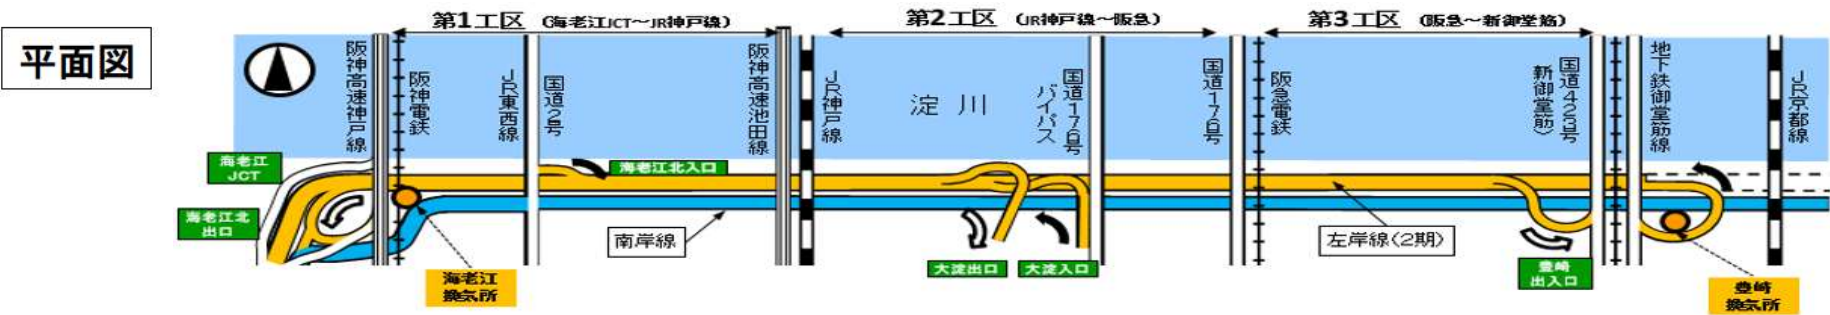 平面図
第1工区 (海老江JCT～JR神戸線)
第2工区 (JR神戸線～阪急)
第3工区 (阪急～新御堂筋)
阪神高速神戸線
阪神電鉄
JR東西線
国道2号
阪神高速池田線
JR神戸線
淀川
国道176号
バイパス
国道176号
阪急電鉄
国道423号
新御堂筋)
地下鉄御堂筋線
JR京都線
海老江
JCT
海老江北
出口
海老江北入口
南岸線
海老江
換気所
大淀出口
大淀入口
左岸線(2期)
豊崎
出入口
豊崎
換気所